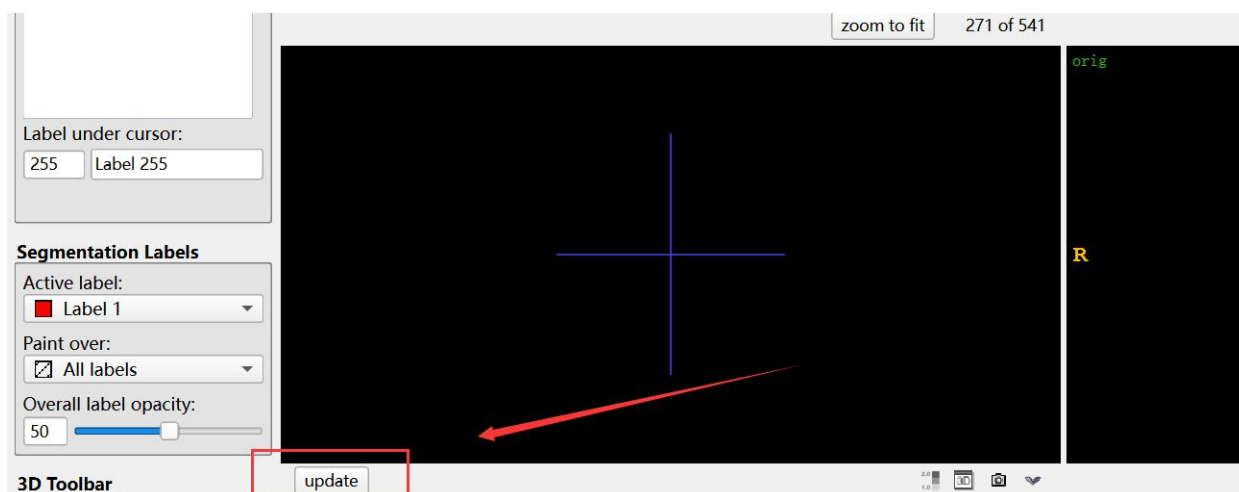 zoom to fit
271 of 541
orig
Label under cursor:
255 Label 255
R
Segmentation Labels
Active label:
Label 1
Paint over:
All labels
Overall label opacity:
50
3D Toolbar
update
3D